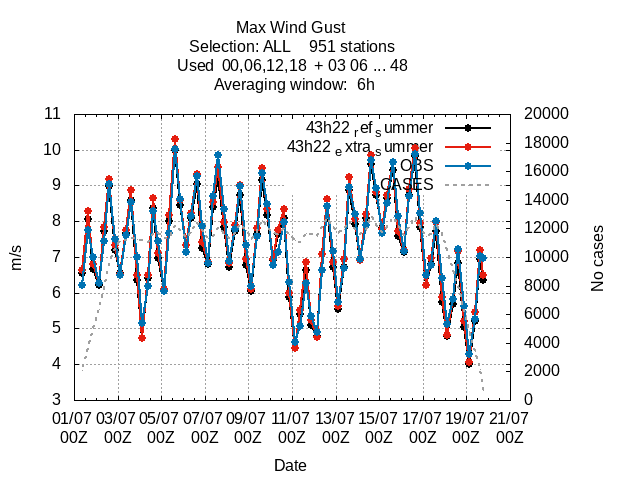 Max Wind Gust
Selection: ALL 951 stations
Used 00,06,12,18 + 03 06 ... 48
Averaging window: 6h
11
10
9
8
7
6
5
4
3
m/s
20000
18000
16000
14000
12000
10000
8000
6000
4000
2000
0
No cases
43h22 refsummer
43h22 extrasummer
OBS
CASES
01/07 03/07 05/07 07/07 09/07 11/07 13/07 15/07 17/07 19/07 21/07
00Z 00Z 00Z 00Z 00Z 00Z 00Z 00Z 00Z 00Z 00Z
Date